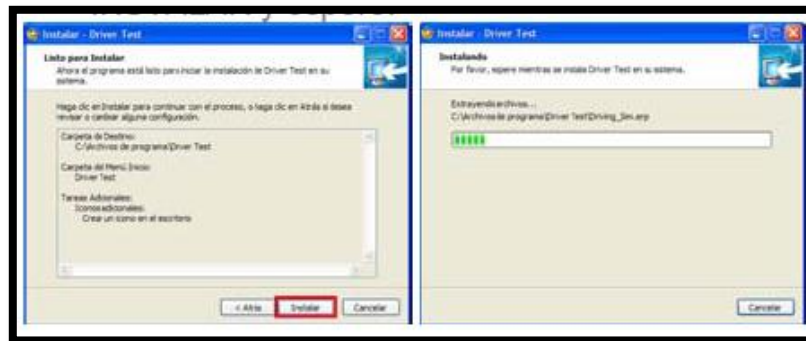 Instalar - Driver Test
Listo para Instalar
Ahora el programa está listo para iniciar la instalación de Driver Test en su
sistema.
Haga clic en Instalar para continuar con el proceso, o haga clic en Atrás si desea
revisar o cambiar alguna configuración.
Carpeta de Destino:
C:\Archivos de programa\Driver Test
Carpeta del Menú Inicio:
Driver Test
Tareas Adicionales:
Iconos adicionales:
Crear un icono en el escritorio
< Atrás
Instalar
Cancelar
Instalar - Driver Test
Instalando
Por favor, espere mientras se instala Driver Test en su sistema.
Extrayendo archivos...
C:\Archivos de programa\Driver Test\Driving_Sim.erp
Cancelar